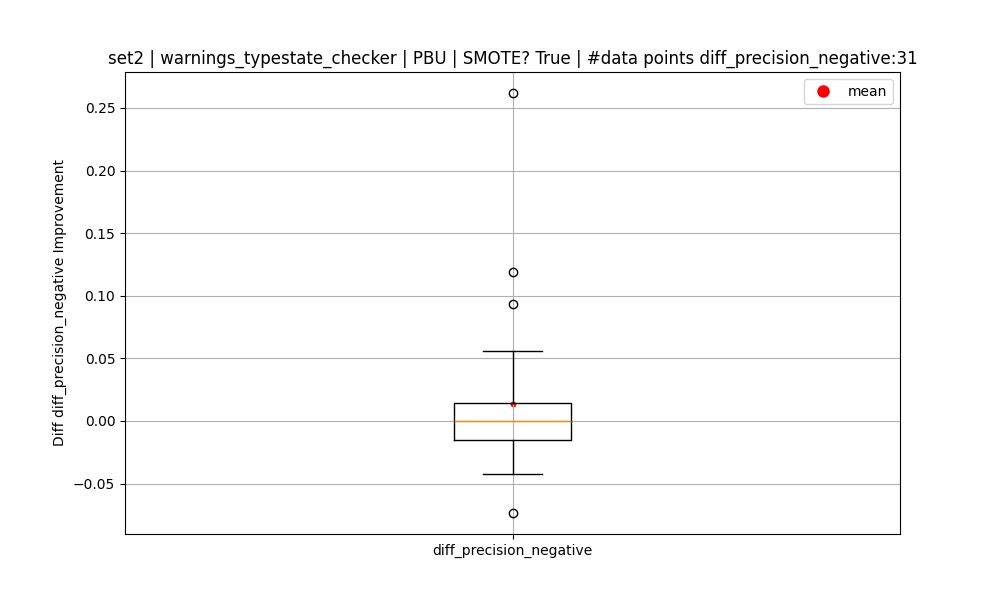 set2 | warnings_typestate_checker | PBU | SMOTE? True | #data points diff_precision_negative:31
mean
0.25
0.20
0.15
0.10
0.05
0.00
−0.05
Diff diff_precision_negative Improvement
diff_precision_negative